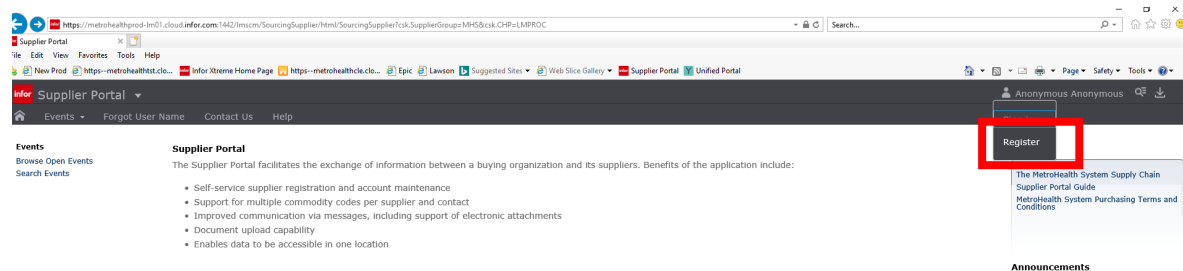 https://metrohealthprod-lm01.cloud.infor.com:1442/lmscm/SourcingSupplier/html/SourcingSupplier?csk.SupplierGroup=MHS&csk.CHP=LMPROC
Search...
Supplier Portal
File Edit View Favorites Tools Help
New Prod https--metrohealthtst.clo... Infor Xtreme Home Page https--metrohealthcle.clo... Epic Lawson Suggested Sites Web Slice Gallery Supplier Portal Unified Portal Page Safety Tools
infor Supplier Portal Anonymous Anonymous
Events Forgot User Name Contact Us Help
Register
Events
Browse Open Events
Search Events
Supplier Portal
The Supplier Portal facilitates the exchange of information between a buying organization and its suppliers. Benefits of the application include:
• Self-service supplier registration and account maintenance
• Support for multiple commodity codes per supplier and contact
• Improved communication via messages, including support of electronic attachments
• Document upload capability
• Enables data to be accessible in one location
The MetroHealth System Supply Chain
Supplier Portal Guide
MetroHealth System Purchasing Terms and
Conditions
Announcements